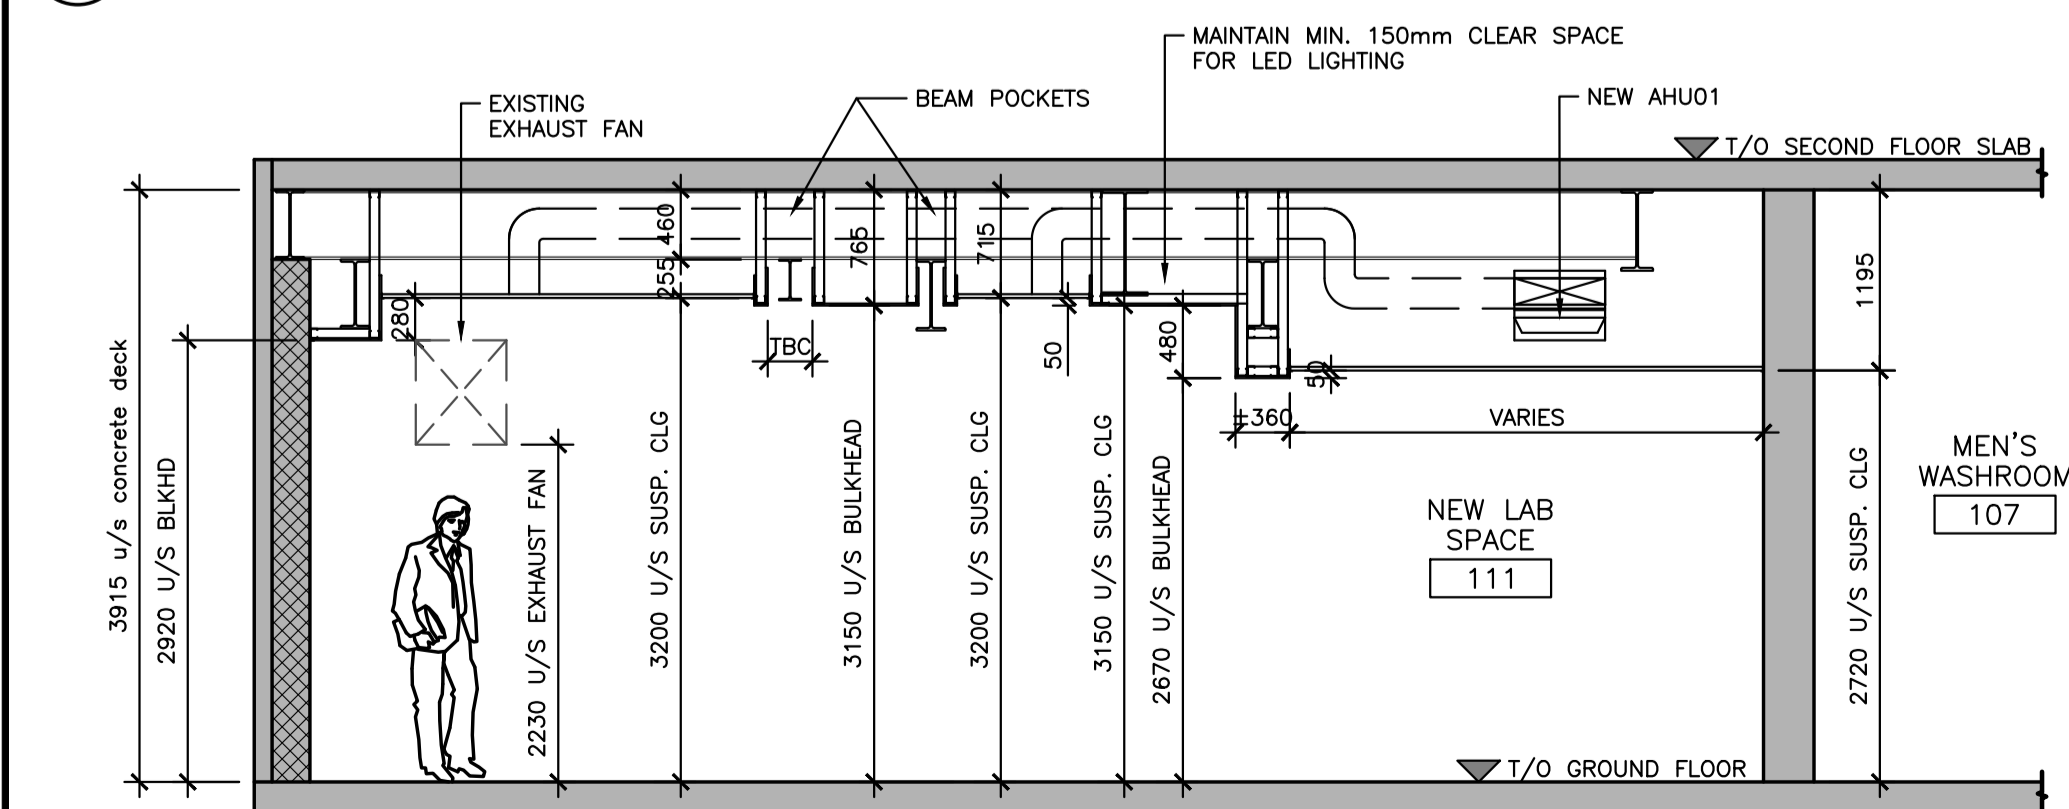 MAINTAIN MIN. 150mm CLEAR SPACE
FOR LED LIGHTING
EXISTING
EXHAUST FAN
BEAM POCKETS
NEW AHU01
T/O SECOND FLOOR SLAB
460
255
765
715
1195
280
TBC
50
480
50
±360
VARIES
3915 u/s concrete deck
2920 U/S BLKHD
2230 U/S EXHAUST FAN
3200 U/S SUSP. CLG
3150 U/S BULKHEAD
3200 U/S SUSP. CLG
3150 U/S SUSP. CLG
2670 U/S BULKHEAD
NEW LAB
SPACE
111
2720 U/S SUSP. CLG
MEN'S
WASHROOM
107
T/O GROUND FLOOR